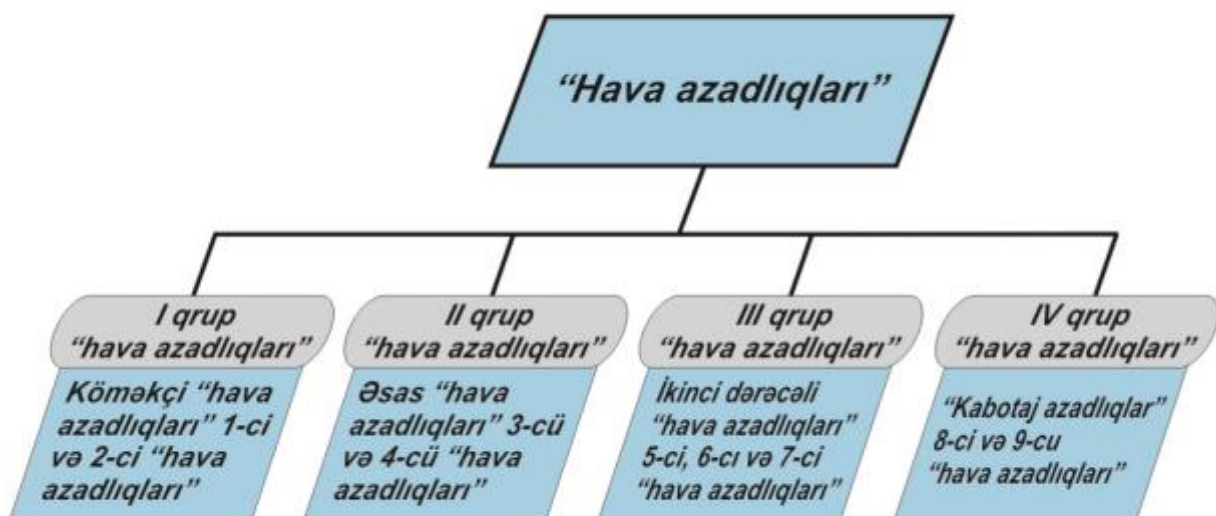 “Hava azadlıqları”
I qrup
“hava azadlıqları”
Köməkçi “hava
azadlıqları” 1-ci
və 2-ci “hava
azadlıqları”
II qrup
“hava azadlıqları”
Əsas “hava
azadlıqları” 3-cü
və 4-cü “hava
azadlıqları”
III qrup
“hava azadlıqları”
İkinci dərəcəli
“hava azadlıqları”
5-ci, 6-cı və 7-ci
“hava azadlıqları”
IV qrup
“hava azadlıqları”
“Kabotaj azadlıqlar”
8-ci və 9-cu
“hava azadlıqları”